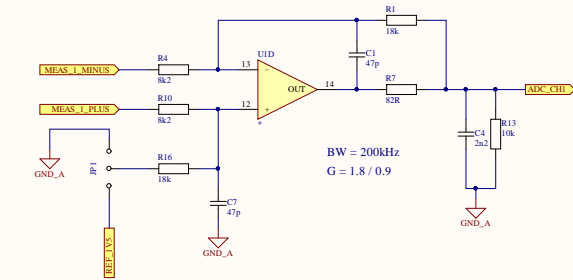 R1
18k
U1D
C1
47p
R4
8k2
MEAS_1_MINUS
13
−
OUT
14
R7
82R
ADC_CH1
R10
8k2
MEAS_1_PLUS
12
+
*
C4
2n2
R13
10k
BW = 200kHz
G = 1.8 / 0.9
GND_A
JP1
R16
18k
C7
47p
GND_A
GND_A
REF_1V5